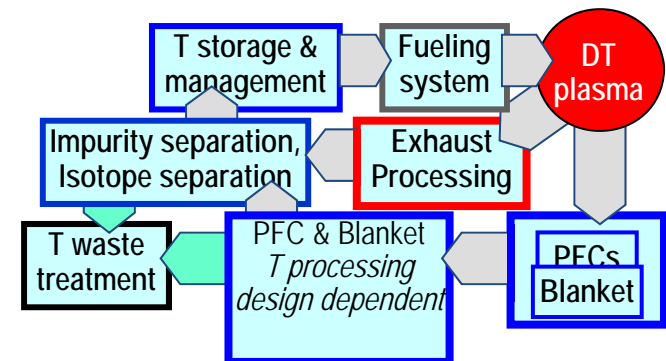 T storage &
management
Fueling
system
DT
plasma
Impurity separation,
Isotope separation
Exhaust
Processing
T waste
treatment
PFC & Blanket
T processing
design dependent
PFCs
Blanket